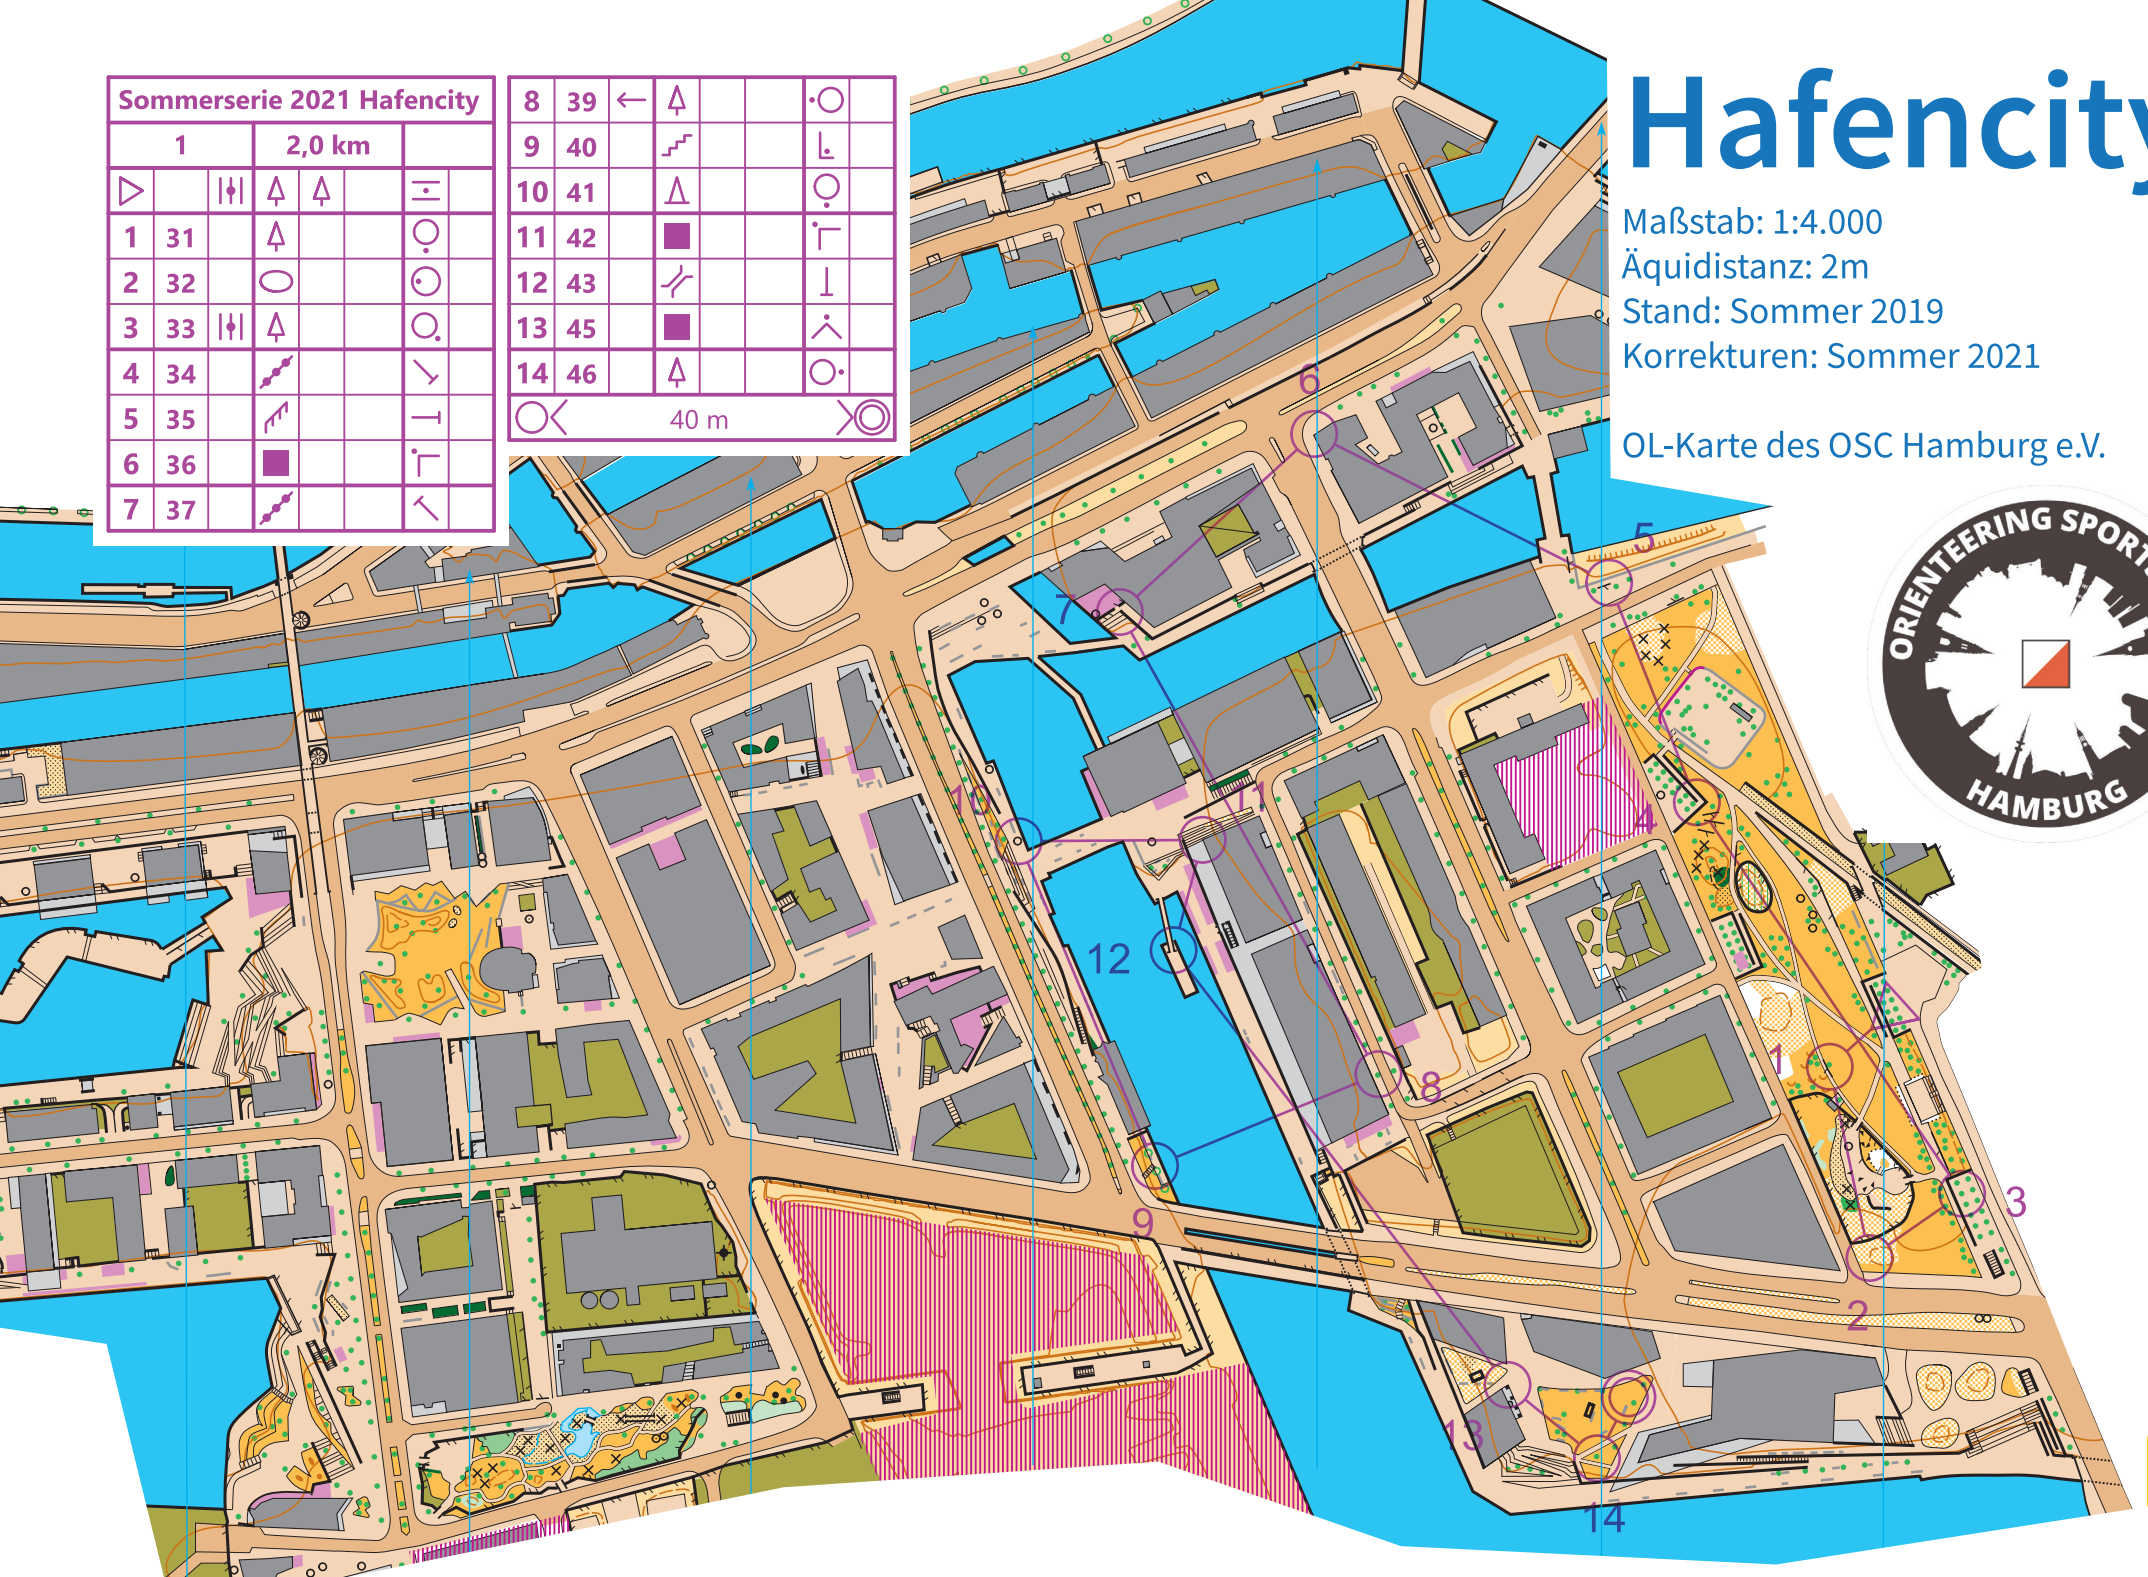 Sommerserie 2021 Hafencity
1 2,0 km
1 31
2 32
3 33
4 34
5 35
6 36
7 37
8 39
9 40
10 41
11 42
12 43
13 45
14 46
40 m
Hafencity
Maßstab: 1:4.000
Äquidistanz: 2m
Stand: Sommer 2019
Korrekturen: Sommer 2021
OL-Karte des OSC Hamburg e.V.
ORIENTEERING SPORT
HAMBURG
6
5
7
10
11
4
12
1
8
3
9
2
13
14